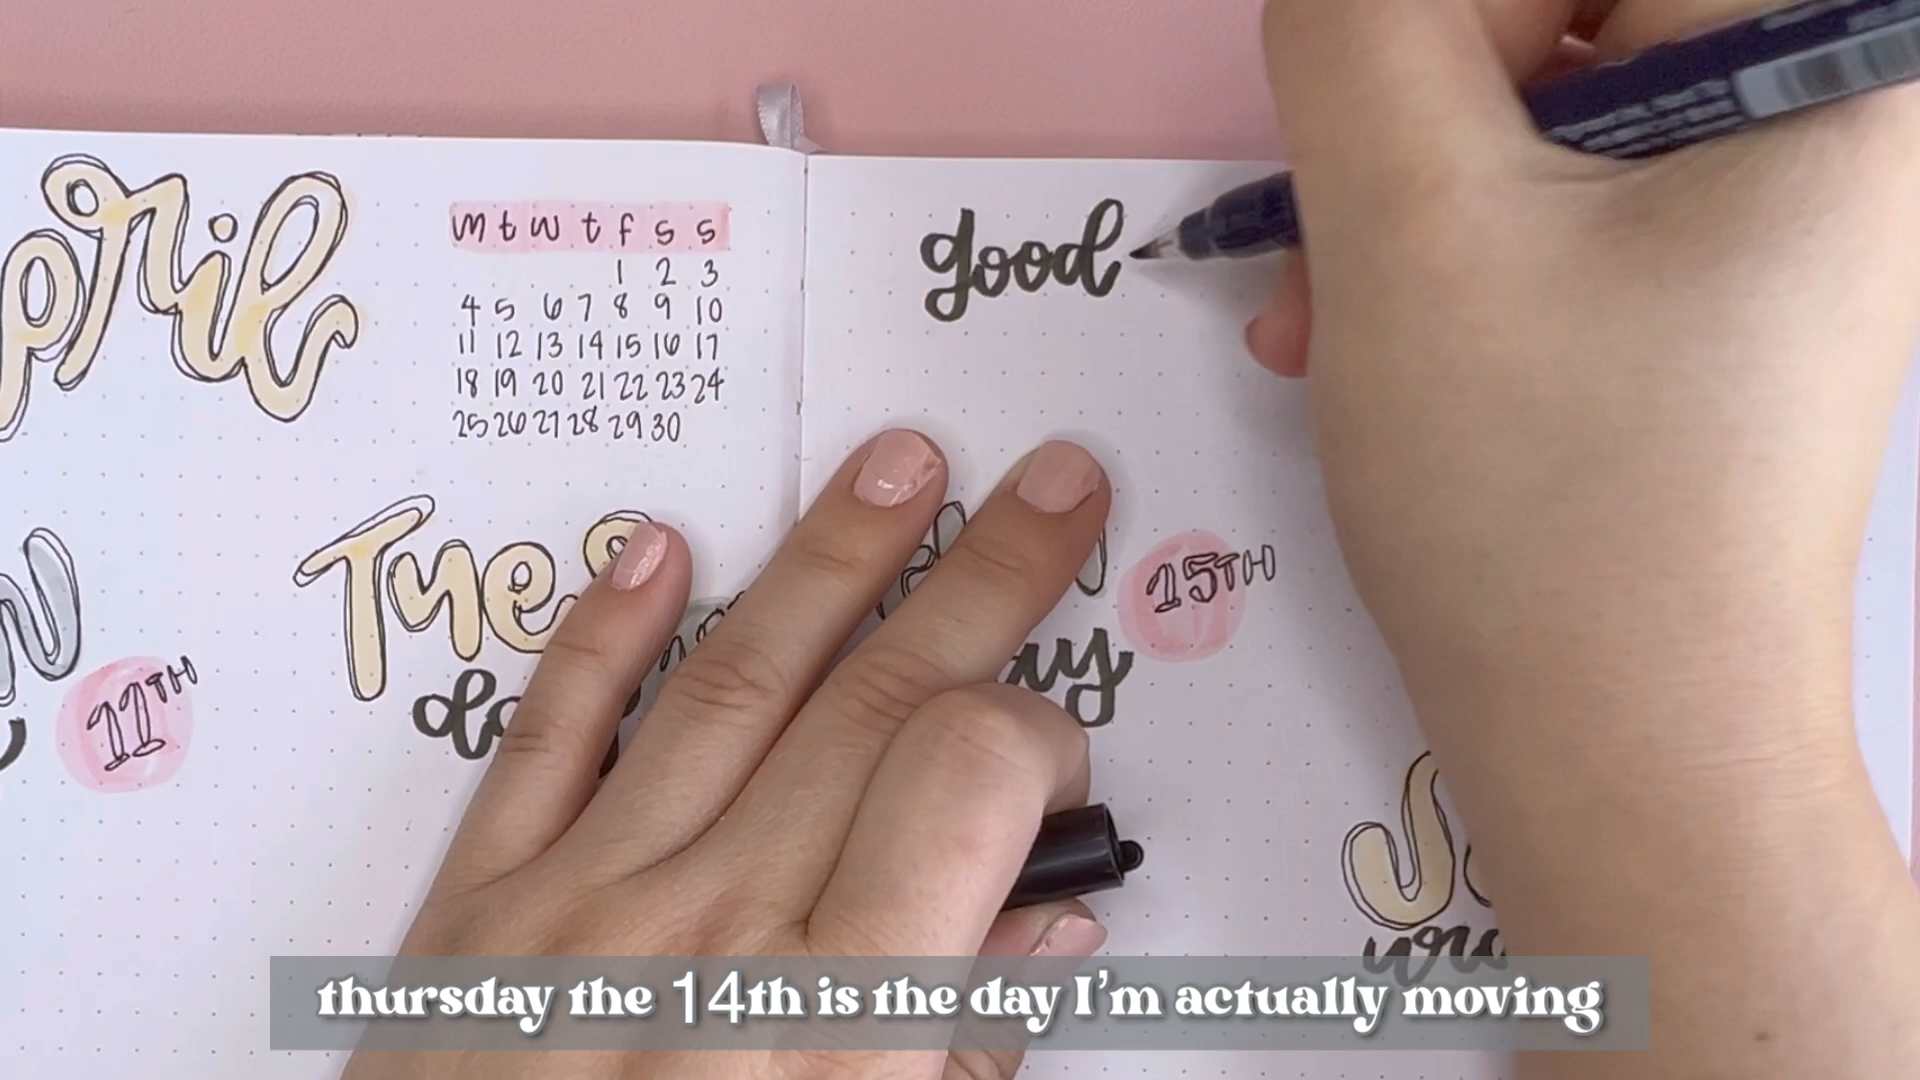 april
m t w t f s s
1 2 3
4 5 6 7 8 9 10
11 12 13 14 15 16 17
18 19 20 21 22 23 24
25 26 27 28 29 30
good
Tues
15TH
11TH
thursday the 14th is the day I'm actually moving